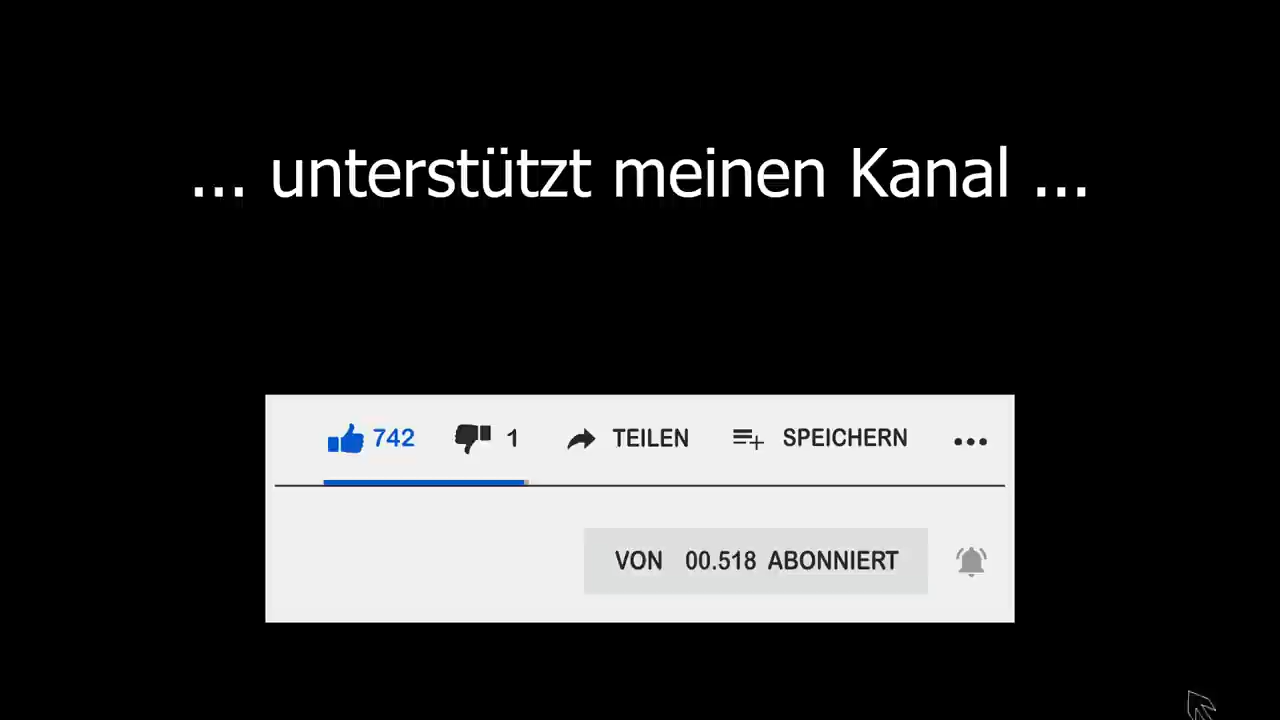 ... unterstützt meinen Kanal ...
742 1 TEILEN SPEICHERN
VON 00.518 ABONNIERT